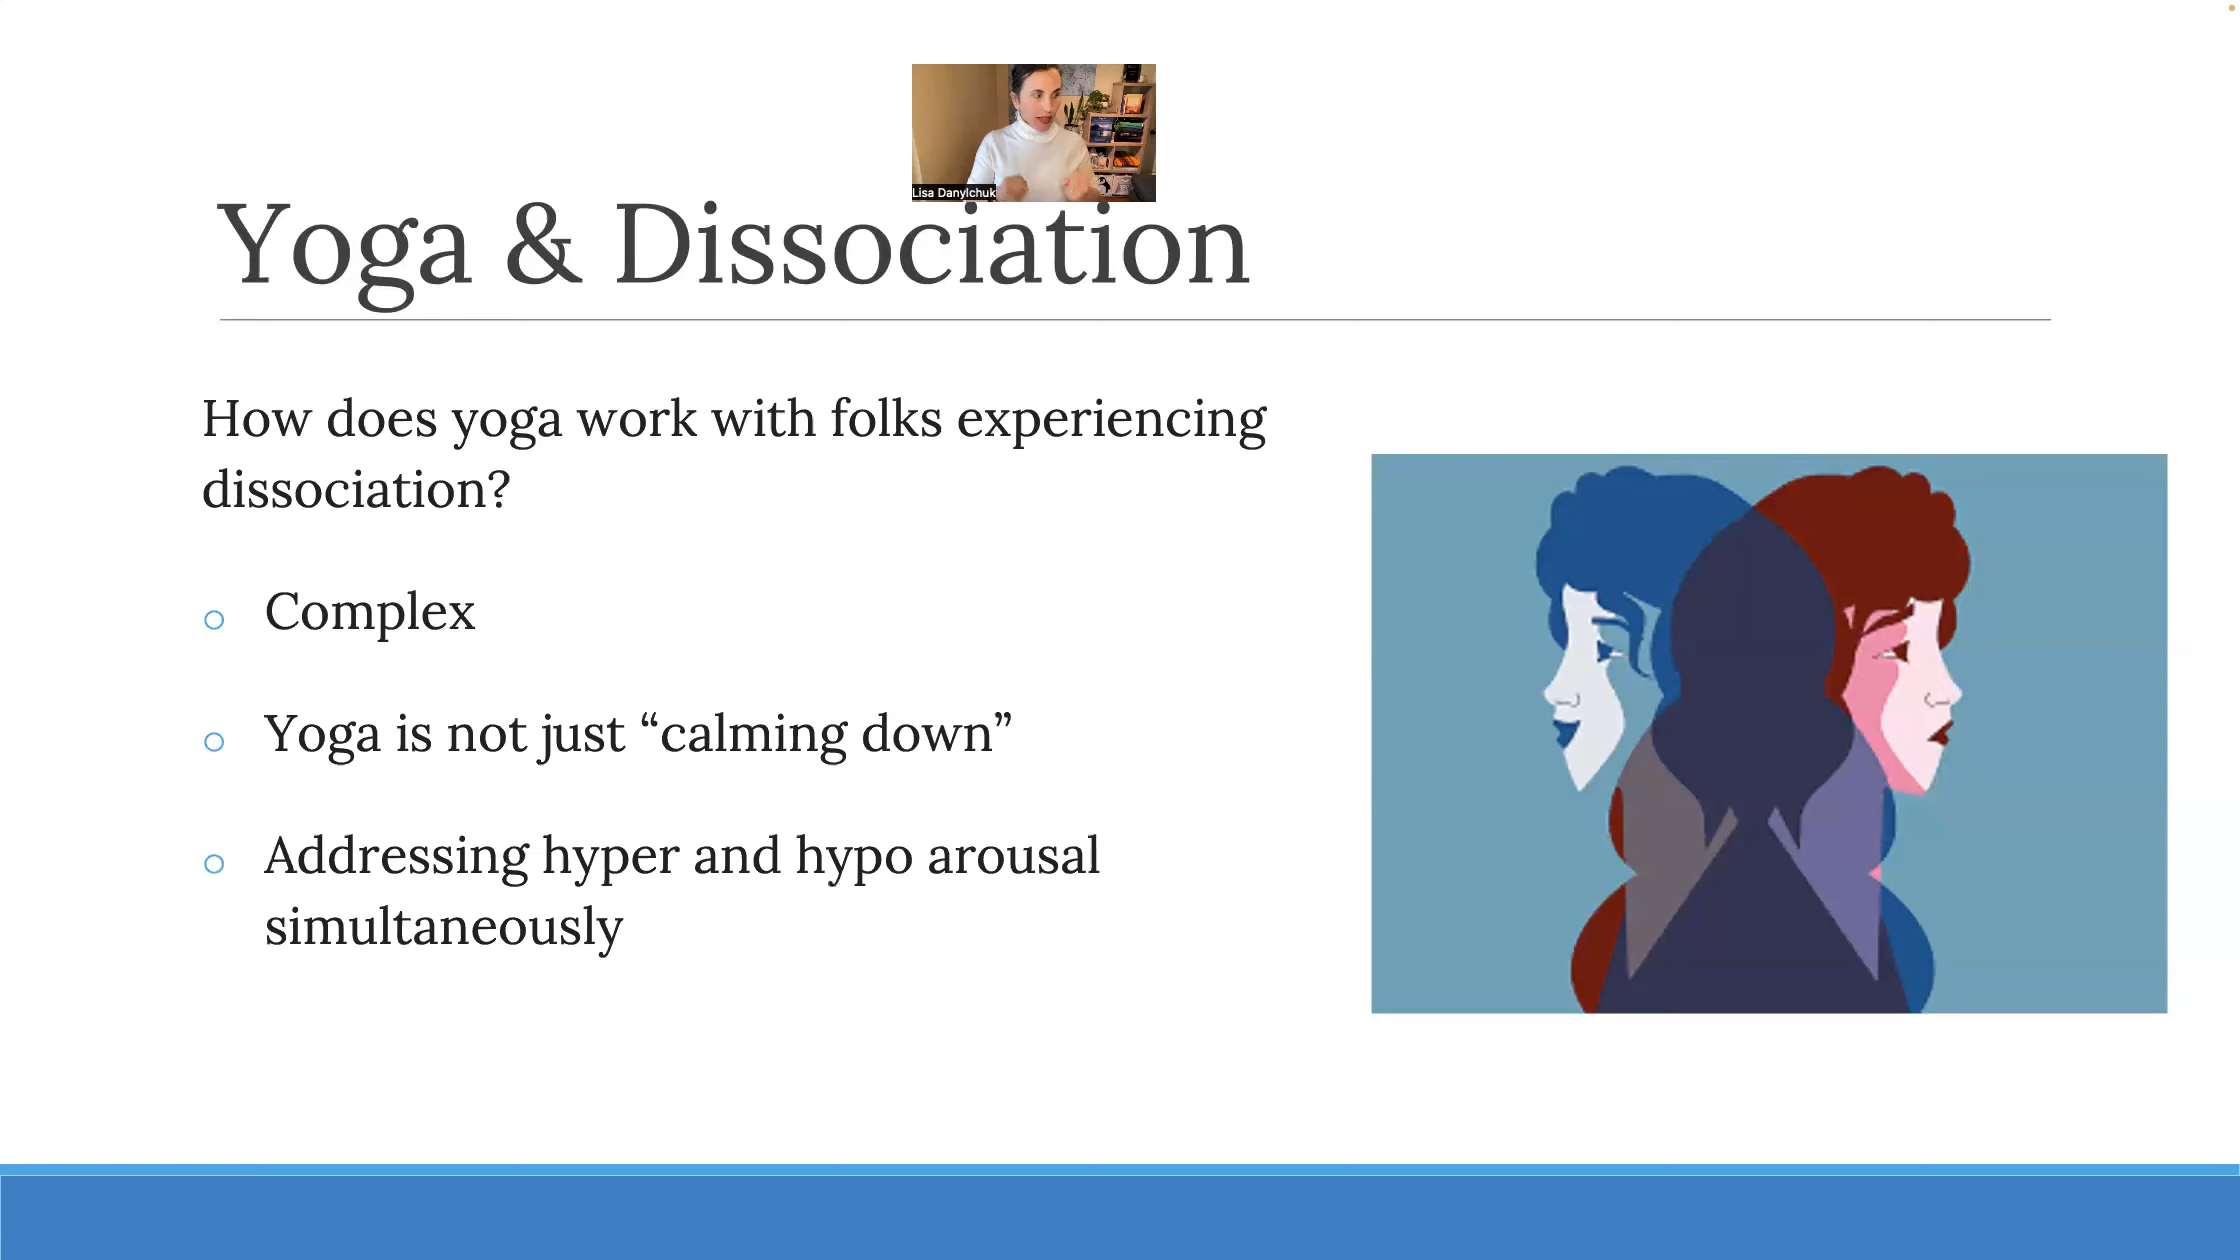 Lisa Danylchuk
Yoga & Dissociation
How does yoga work with folks experiencing
dissociation?
Complex
Yoga is not just “calming down”
Addressing hyper and hypo arousal
simultaneously